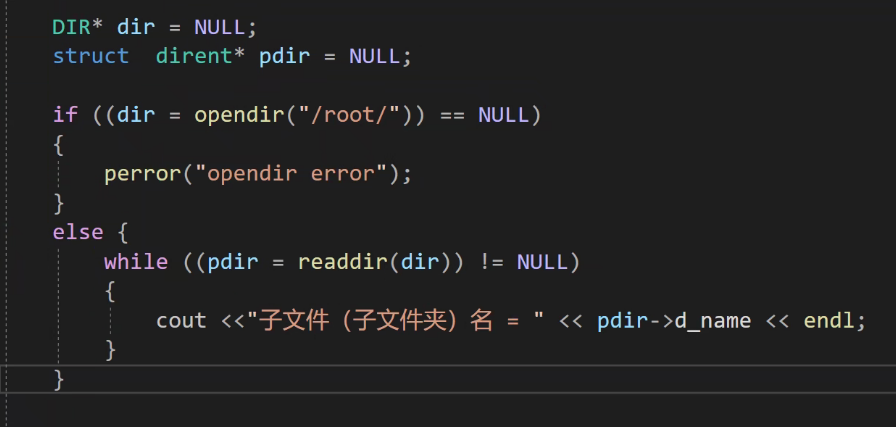 DIR* dir = NULL;
struct  dirent* pdir = NULL;
if ((dir = opendir("/root/")) == NULL)
{
perror("opendir error");
}
else {
while ((pdir = readdir(dir)) != NULL)
{
cout <<"子文件（子文件夹）名 = " << pdir->d_name << endl;
}
}